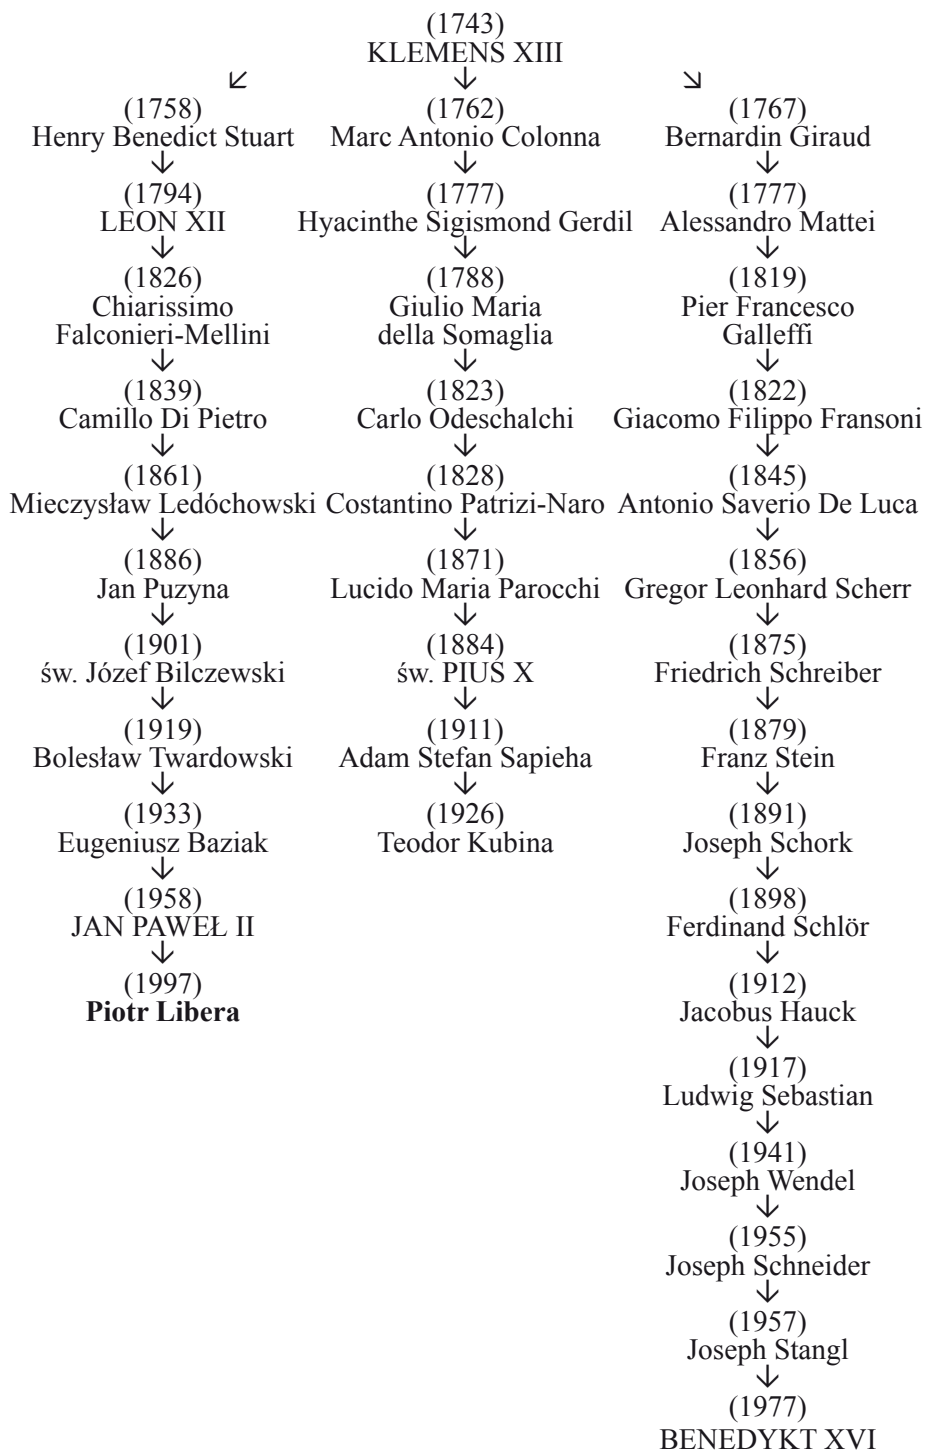 (1743)
KLEMENS XIII
(1758)
Henry Benedict Stuart
(1794)
LEON XII
(1826)
Chiarissimo
Falconieri-Mellini
(1839)
Camillo Di Pietro
(1861)
Mieczysław Ledóchowski
(1886)
Jan Puzyna
(1901)
św. Józef Bilczewski
(1919)
Bolesław Twardowski
(1933)
Eugeniusz Baziak
(1958)
JAN PAWEŁ II
(1997)
Piotr Libera
(1762)
Marc Antonio Colonna
(1777)
Hyacinthe Sigismond Gerdil
(1788)
Giulio Maria
della Somaglia
(1823)
Carlo Odeschalchi
(1828)
Costantino Patrizi-Naro
(1871)
Lucido Maria Parocchi
(1884)
św. PIUS X
(1911)
Adam Stefan Sapieha
(1926)
Teodor Kubina
(1767)
Bernardin Giraud
(1777)
Alessandro Mattei
(1819)
Pier Francesco
Galleffi
(1822)
Giacomo Filippo Fransoni
(1845)
Antonio Saverio De Luca
(1856)
Gregor Leonhard Scherr
(1875)
Friedrich Schreiber
(1879)
Franz Stein
(1891)
Joseph Schork
(1898)
Ferdinand Schlör
(1912)
Jacobus Hauck
(1917)
Ludwig Sebastian
(1941)
Joseph Wendel
(1955)
Joseph Schneider
(1957)
Joseph Stangl
(1977)
BENEDYKT XVI